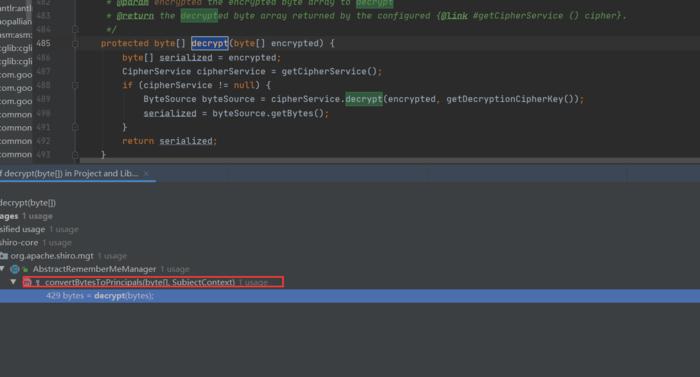 antlr:antl
482 * @param encrypted the encrypted byte array to decrypt
aopallian
483 * @return the decrypted byte array returned by the configured {@link #getCipherService () cipher}.
asm:asm:
484 */
cglib:cgli
485 protected byte[] decrypt(byte[] encrypted) {
cglib:cgli
486 byte[] serialized = encrypted;
com.goo
487 CipherService cipherService = getCipherService();
com.goo
488 if (cipherService != null) {
com.goo
489 ByteSource byteSource = cipherService.decrypt(encrypted, getDecryptionCipherKey());
com.goo
490 serialized = byteSource.getBytes();
common
491 }
common
492 return serialized;
common
493 }
f decrypt(byte[]) in Project and Lib... ×
decrypt(byte[])
ages 1 usage
sified usage 1 usage
shiro-core 1 usage
org.apache.shiro.mgt 1 usage
AbstractRememberMeManager 1 usage
m convertBytesToPrincipals(byte[], SubjectContext) 1 usage
429 bytes = decrypt(bytes);